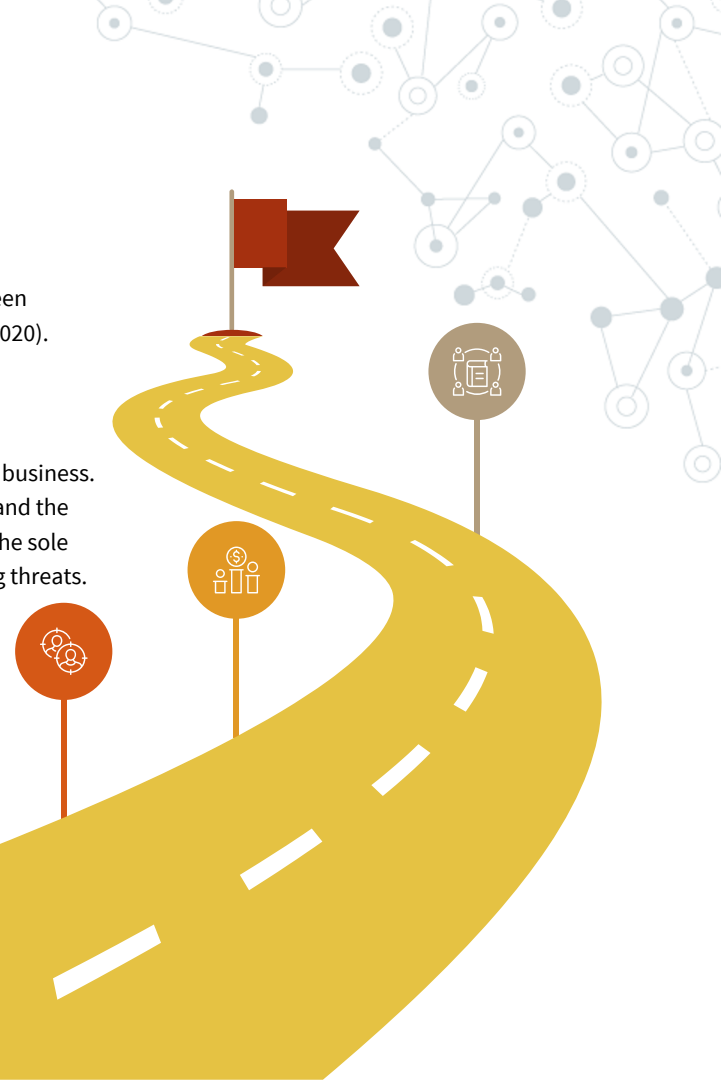 een
020).
business.
and the
he sole
g threats.
$